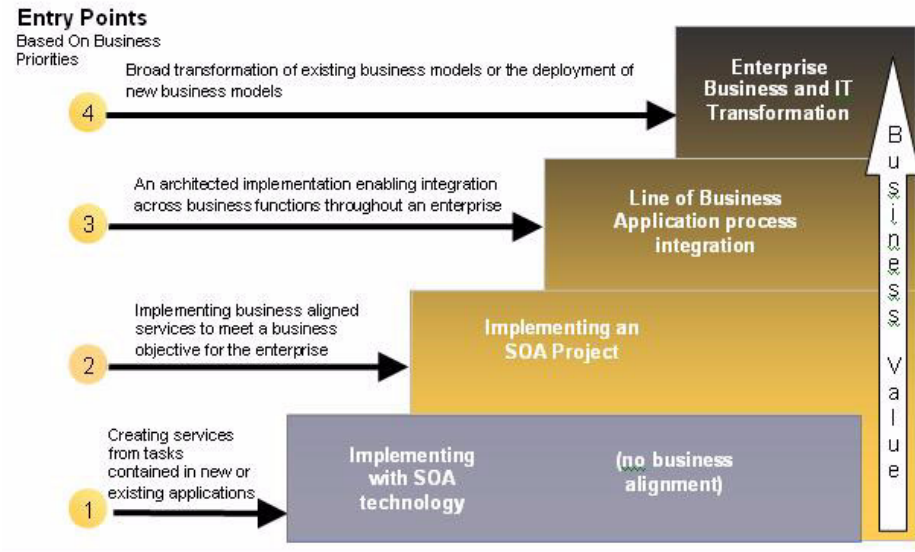 Entry Points
Based On Business
Priorities
Broad transformation of existing business models or the deployment of
new business models
4
Enterprise
Business and IT
Transformation
An architected implementation enabling integration
across business functions throughout an enterprise
3
Line of Business
Application process
integration
Implementing business aligned
services to meet a business
objective for the enterprise
2
Implementing an
SOA Project
Creating services
from tasks
contained in new or
existing applications
1
Implementing
with SOA
technology
(no business
alignment)
Business Value